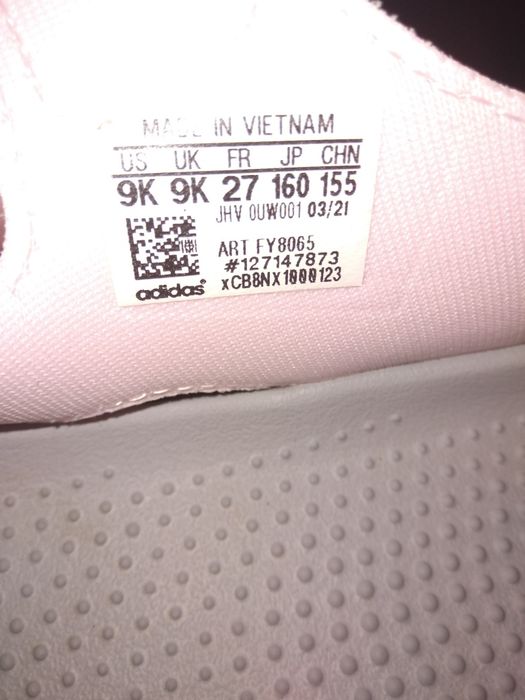 MADE IN VIETNAM
US UK FR JP CHN
9K 9K 27 160 155
JHV 0UW001 03/21
ART FY8065
#127147873
xCB8NX1000123
adidas